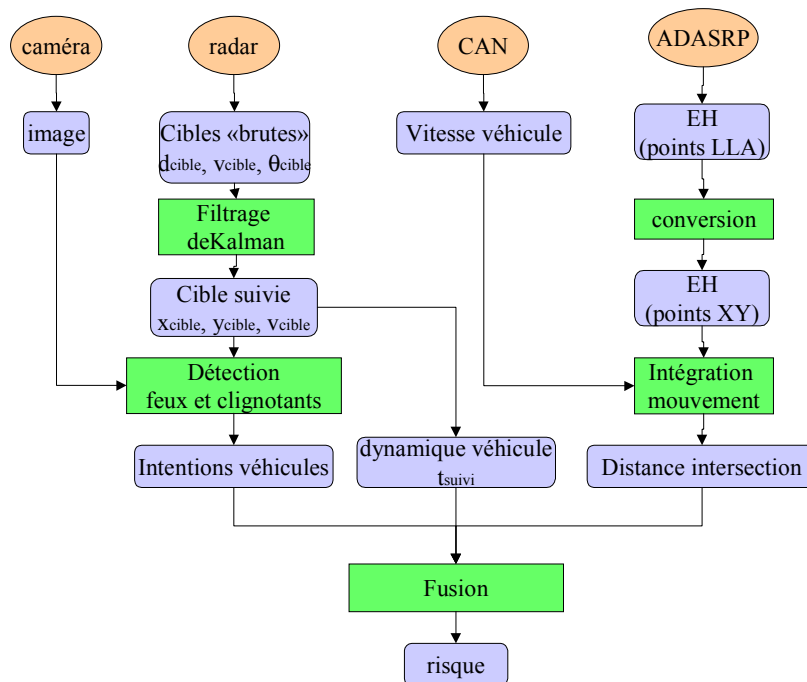 caméra
radar
CAN
ADASRP
image
Cibles «brutes»
dcible, vcible, θcible
Vitesse véhicule
EH
(points LLA)
Filtrage
deKalman
conversion
Cible suivie
xcible, ycible, vcible
EH
(points XY)
Détection
feux et clignotants
Intégration
mouvement
Intentions véhicules
dynamique véhicule
tsuivi
Distance intersection
Fusion
risque